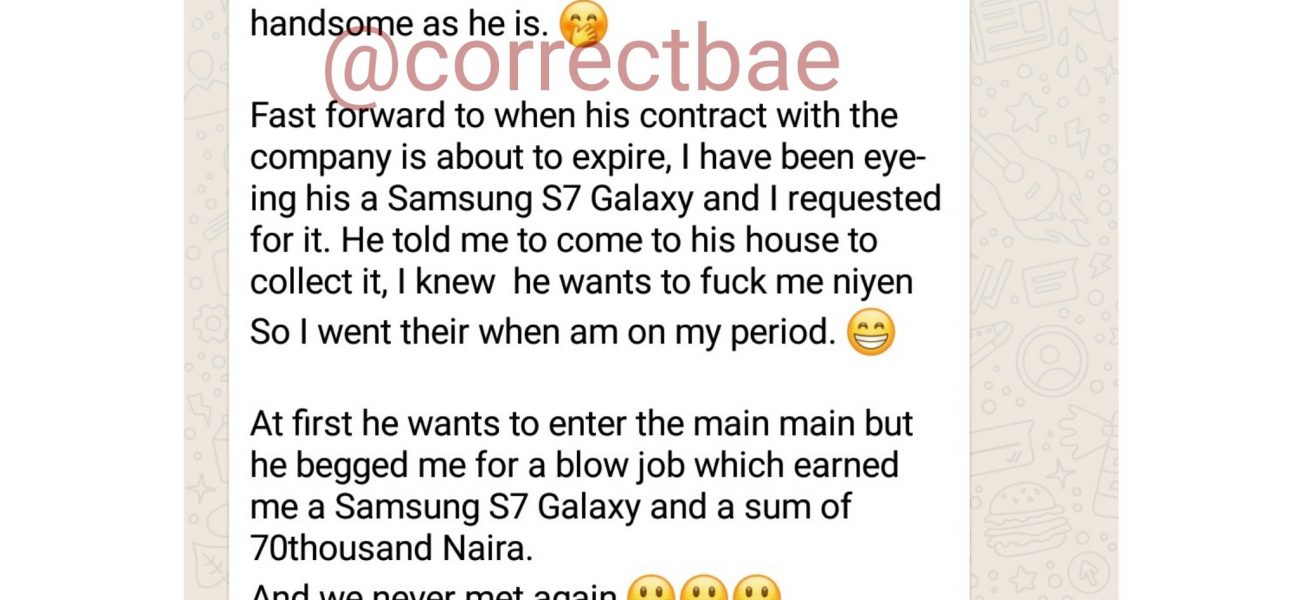 handsome as he is. 🤭
@correctbae
Fast forward to when his contract with the
company is about to expire, I have been eye-
ing his a Samsung S7 Galaxy and I requested
for it. He told me to come to his house to
collect it, I knew  he wants to fuck me niyen
So I went their when am on my period. 😁
At first he wants to enter the main main but
he begged me for a blow job which earned
me a Samsung S7 Galaxy and a sum of
70thousand Naira.
And we never met again 🙂🙂🙂